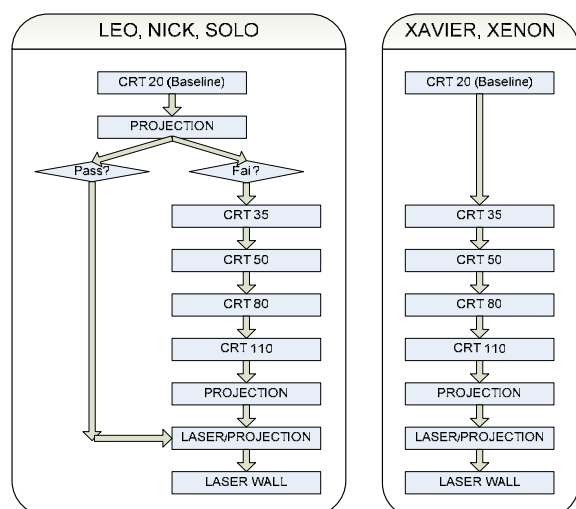 LEO, NICK, SOLO
CRT 20 (Baseline)
PROJECTION
Pass?
Fai?
CRT 35
CRT 50
CRT 80
CRT 110
PROJECTION
LASER/PROJECTION
LASER WALL
XAVIER, XENON
CRT 20 (Baseline)
CRT 35
CRT 50
CRT 80
CRT 110
PROJECTION
LASER/PROJECTION
LASER WALL